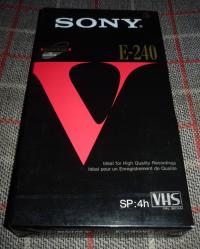 SONY
E-240
V
Ideal for High Quality Recordings
Idéal pour un Enregistrement de Qualité
SP:4h VHS